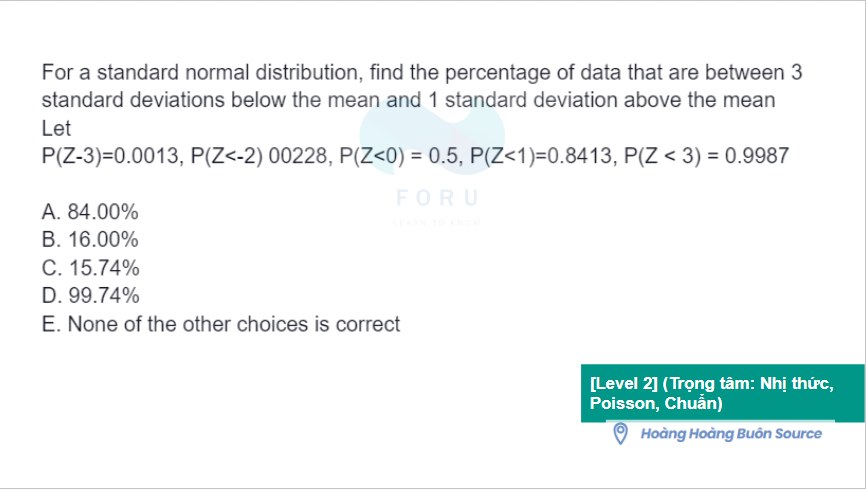 For a standard normal distribution, find the percentage of data that are between 3
standard deviations below the mean and 1 standard deviation above the mean
Let
P(Z-3)=0.0013, P(Z<-2) 00228, P(Z<0) = 0.5, P(Z<1)=0.8413, P(Z < 3) = 0.9987
FORU
A. 84.00%
B. 16.00%
C. 15.74%
D. 99.74%
E. None of the other choices is correct
[Level 2] (Trọng tâm: Nhị thức,
Poisson, Chuẩn)
Hoàng Hoàng Buôn Source